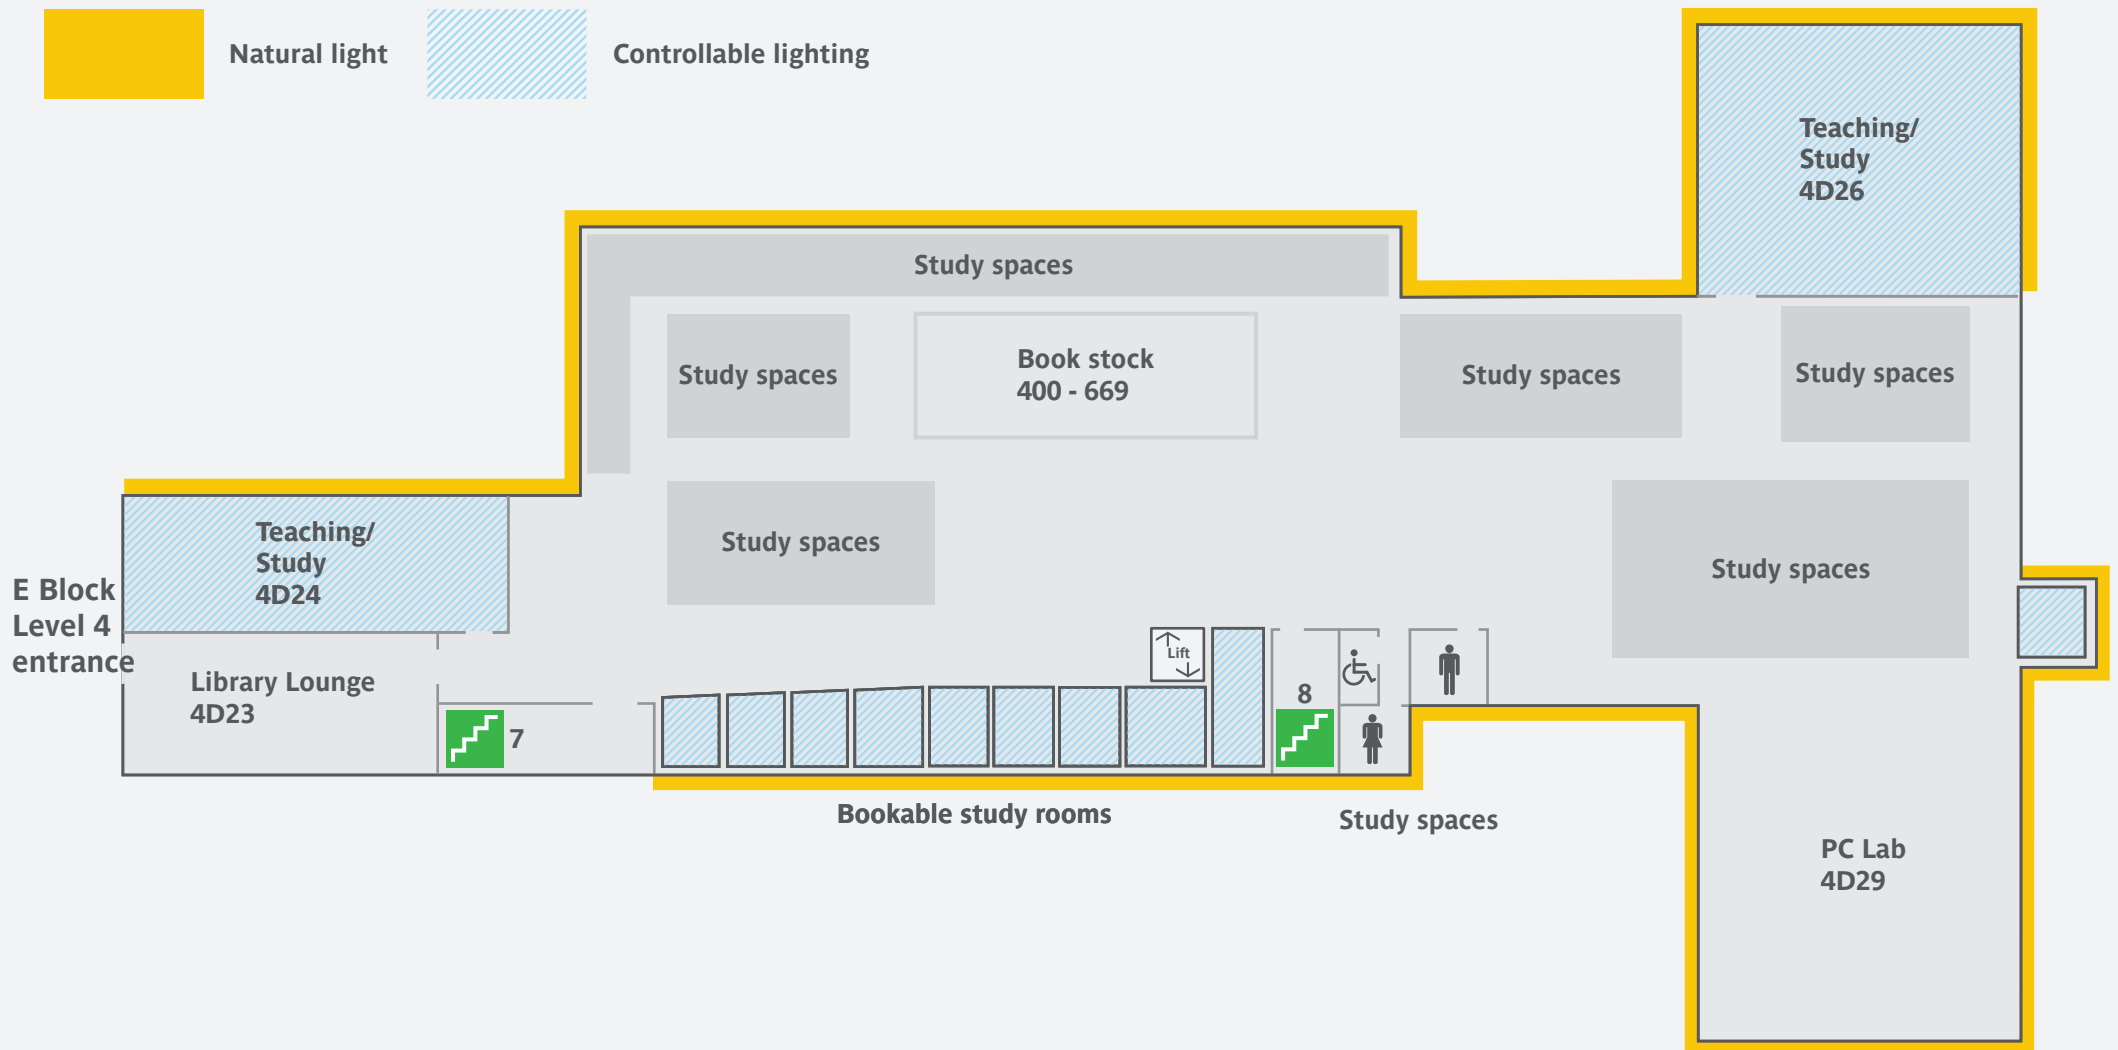 Natural light
Controllable lighting
Teaching/
Study
4D26
Study spaces
Study spaces
Book stock
400 - 669
Study spaces
Study spaces
Teaching/
Study
4D24
Study spaces
Study spaces
E Block
Level 4
entrance
Library Lounge
4D23
Lift
7
8
Bookable study rooms
Study spaces
PC Lab
4D29